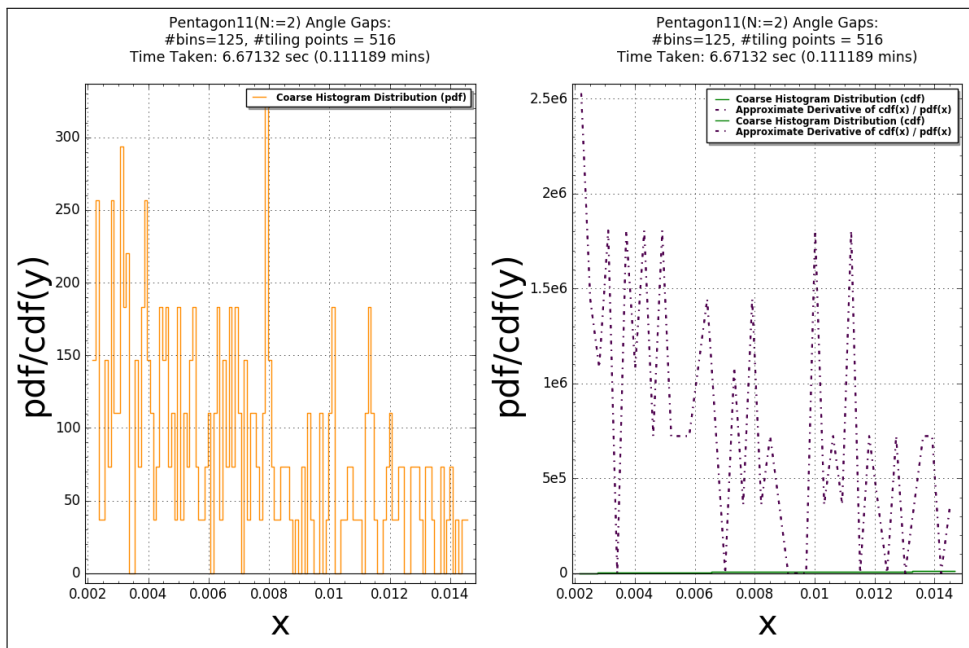 Pentagon11(N:=2) Angle Gaps:
#bins=125, #tiling points = 516
Time Taken: 6.67132 sec (0.111189 mins)
Coarse Histogram Distribution (pdf)
300
250
200
150
100
50
0
0.002 0.004 0.006 0.008 0.010 0.012 0.014
pdf/cdf(y)
x
Pentagon11(N:=2) Angle Gaps:
#bins=125, #tiling points = 516
Time Taken: 6.67132 sec (0.111189 mins)
Coarse Histogram Distribution (cdf)
Approximate Derivative of cdf(x) / pdf(x)
Coarse Histogram Distribution (cdf)
Approximate Derivative of cdf(x) / pdf(x)
2.5e6
2e6
1.5e6
1e6
5e5
0
0.002 0.004 0.006 0.008 0.01 0.012 0.014
pdf/cdf(y)
x